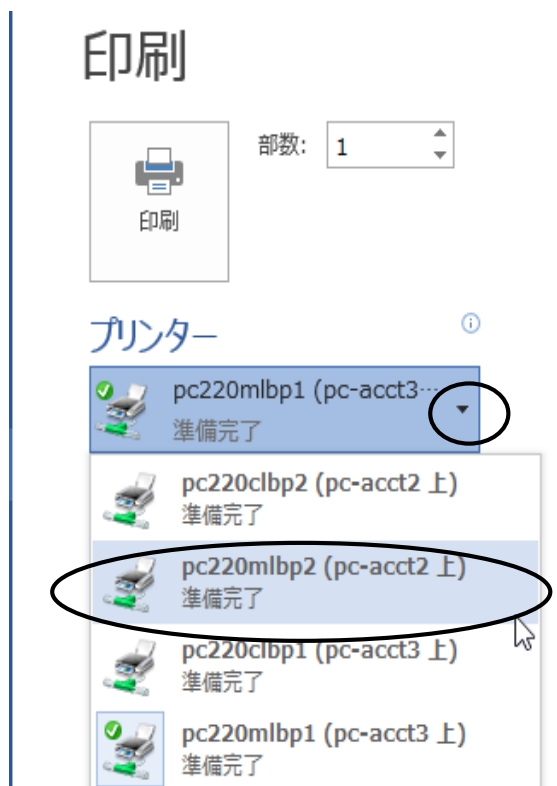 印刷
部数: 1
印刷
プリンター
pc220mlbp1 (pc-acct3…
準備完了
pc220clbp2 (pc-acct2 上)
準備完了
pc220mlbp2 (pc-acct2 上)
準備完了
pc220clbp1 (pc-acct3 上)
準備完了
pc220mlbp1 (pc-acct3 上)
準備完了